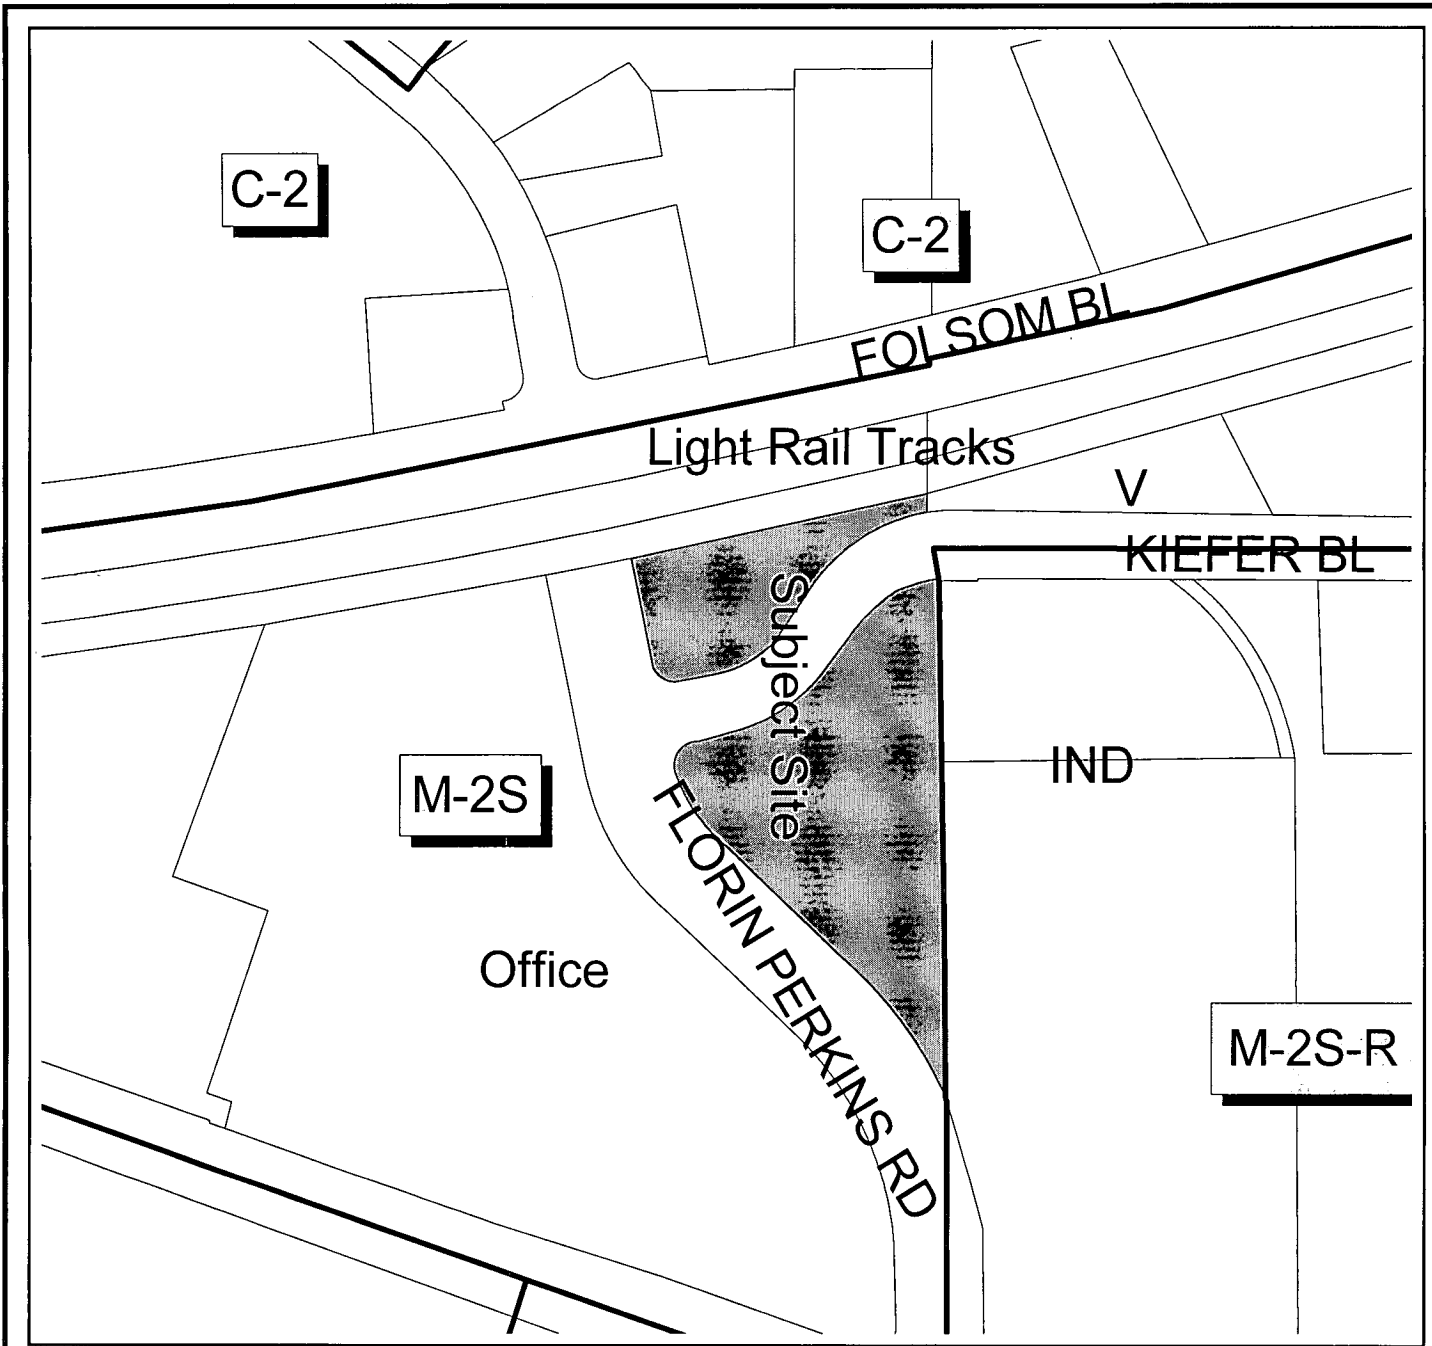 C-2
C-2
FOLSOM BL
Light Rail Tracks
V
KIEFER BL
Subject Site
IND
M-2S
FLORIN PERKINS RD
Office
M-2S-R